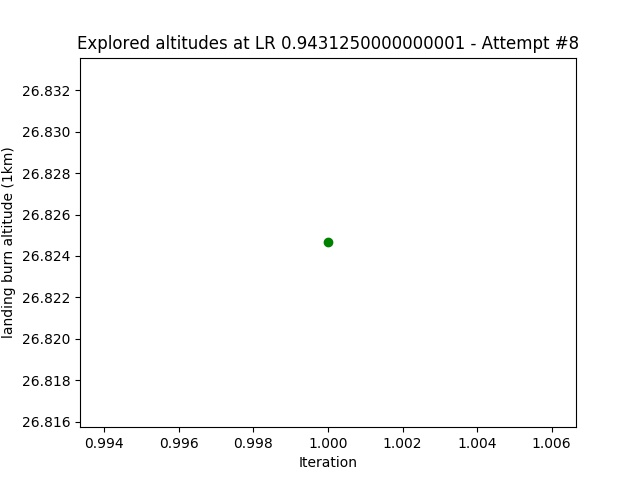 Explored altitudes at LR 0.9431250000000001 - Attempt #8
landing burn altitude (1km)
26.832
26.830
26.828
26.826
26.824
26.822
26.820
26.818
26.816
0.994 0.996 0.998 1.000 1.002 1.004 1.006
Iteration